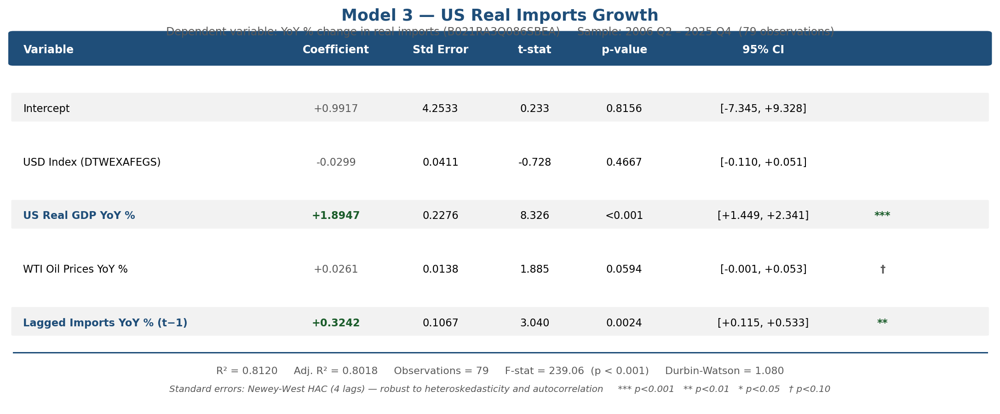 Model 3 — US Real Imports Growth
Dependent variable: YoY % change in real imports (B021RA3Q086SBEA) Sample: 2006 Q2 – 2025 Q4 (79 observations)
Variable Coefficient Std Error t-stat p-value 95% CI
Intercept +0.9917 4.2533 0.233 0.8156 [-7.345, +9.328]
USD Index (DTWEXAFEGS) -0.0299 0.0411 -0.728 0.4667 [-0.110, +0.051]
US Real GDP YoY % +1.8947 0.2276 8.326 <0.001 [+1.449, +2.341] ***
WTI Oil Prices YoY % +0.0261 0.0138 1.885 0.0594 [-0.001, +0.053] †
Lagged Imports YoY % (t−1) +0.3242 0.1067 3.040 0.0024 [+0.115, +0.533] **
R² = 0.8120 Adj. R² = 0.8018 Observations = 79 F-stat = 239.06 (p < 0.001) Durbin-Watson = 1.080
Standard errors: Newey-West HAC (4 lags) — robust to heteroskedasticity and autocorrelation *** p<0.001 ** p<0.01 * p<0.05 † p<0.10